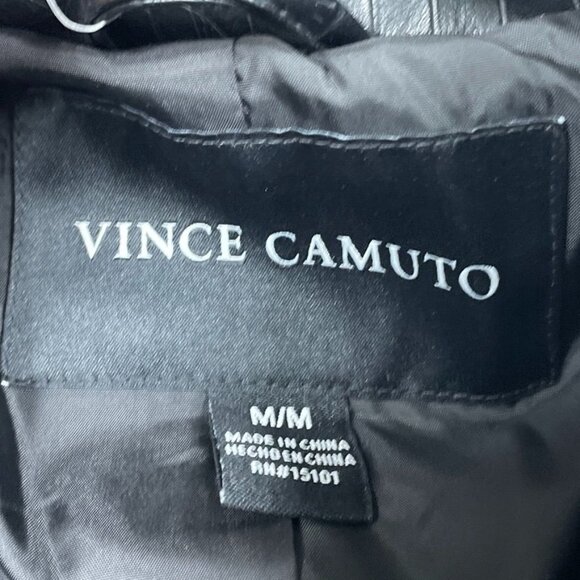 VINCE CAMUTO
M/M
MADE IN CHINA
HECHO EN CHINA
RN#15101